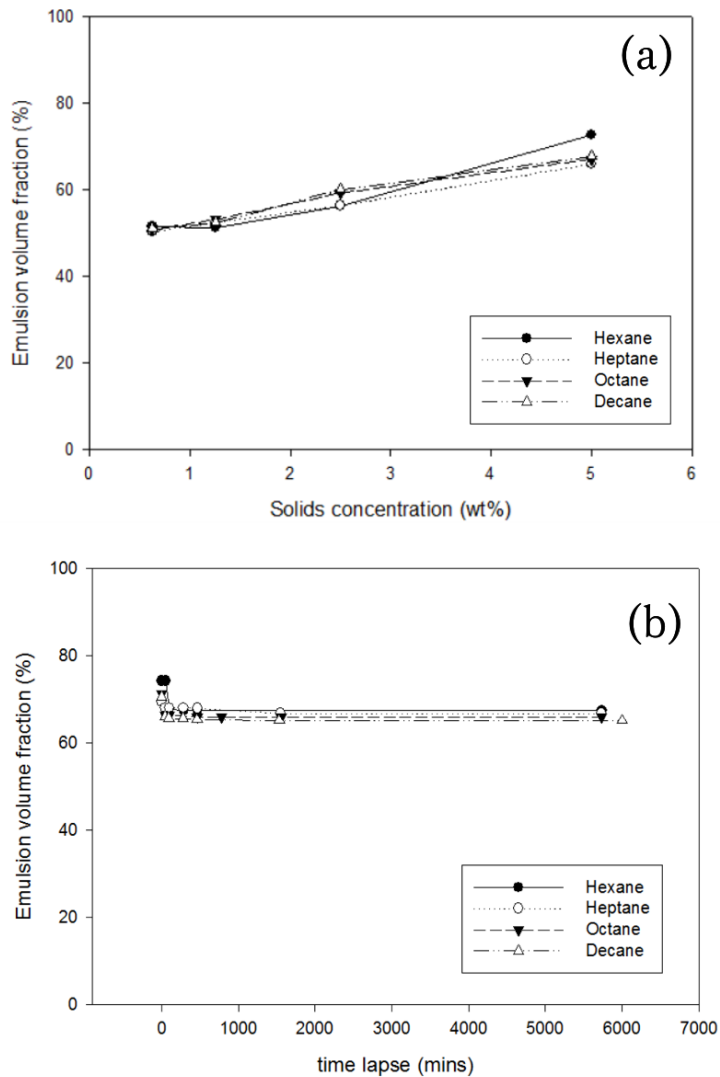 (a)
Emulsion volume fraction (%)
100
80
60
40
20
0
0 1 2 3 4 5 6
Solids concentration (wt%)
Hexane
Heptane
Octane
Decane
(b)
Emulsion volume fraction (%)
100
80
60
40
20
0
0 1000 2000 3000 4000 5000 6000 7000
time lapse (mins)
Hexane
Heptane
Octane
Decane